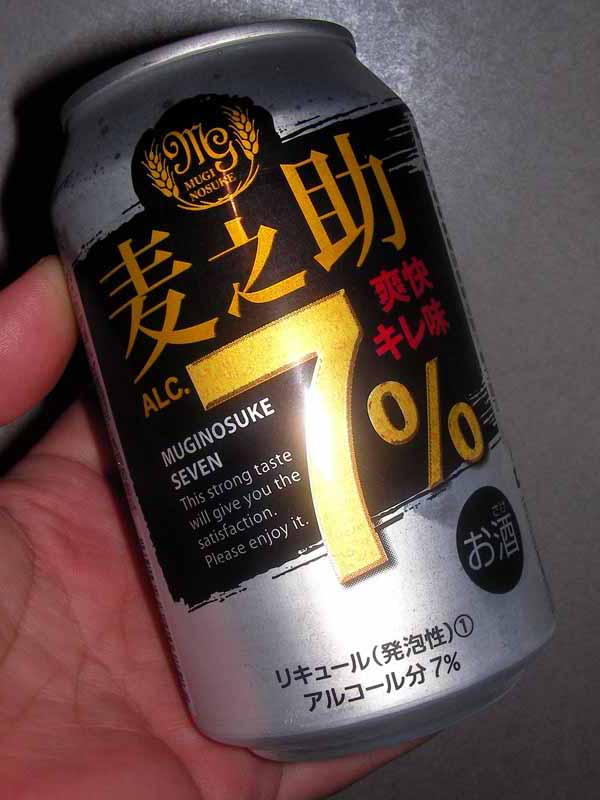 MG
MUGI
NOSUKE
麦之助
爽快
キレ味
ALC.
7%
MUGINOSUKE
SEVEN
This strong taste
will give you the
satisfaction.
Please enjoy it.
お酒
リキュール(発泡性)①
アルコール分 7%